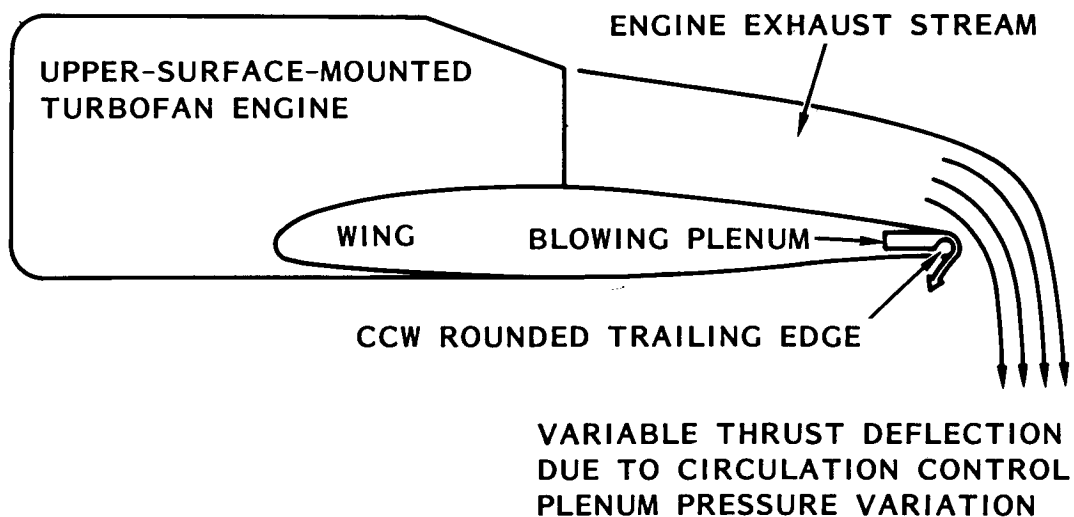 ENGINE EXHAUST STREAM
UPPER-SURFACE-MOUNTED
TURBOFAN ENGINE
WING
BLOWING PLENUM
CCW ROUNDED TRAILING EDGE
VARIABLE THRUST DEFLECTION
DUE TO CIRCULATION CONTROL
PLENUM PRESSURE VARIATION